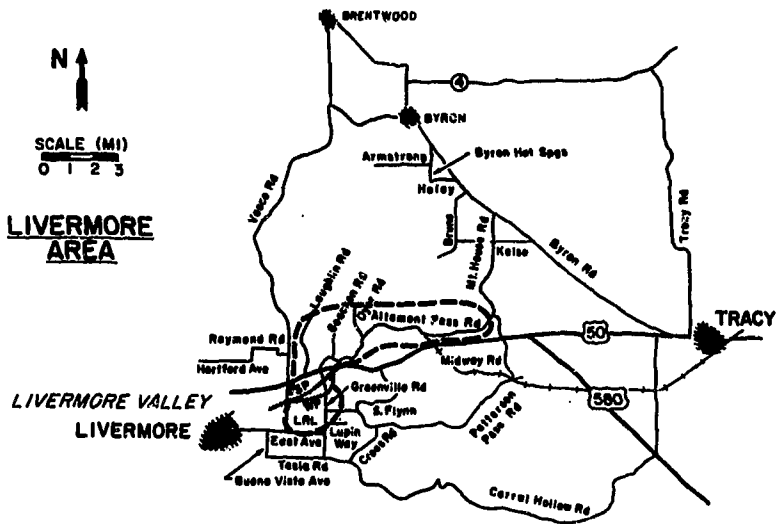 BRENTWOOD
N
4
BYRON
SCALE (MI)
0 1 2 3
Armstrong
Byron Hot Spgs
Holey
Vasco Rd
LIVERMORE
AREA
Bruns
Kelso
Mt. House Rd
Byron Rd
Tracy Rd
Laughlin Rd
Dyer Rd
Altamont Pass Rd
Raymond Rd
Hartford Ave
50
TRACY
Midway Rd
Greenville Rd
LIVERMORE VALLEY
580
S. Flynn
Patterson
Pass Rd
LIVERMORE
LRL
East Ave
Lupin
Way
Cross Rd
Tesla Rd
Buena Vista Ave
Corral Hollow Rd